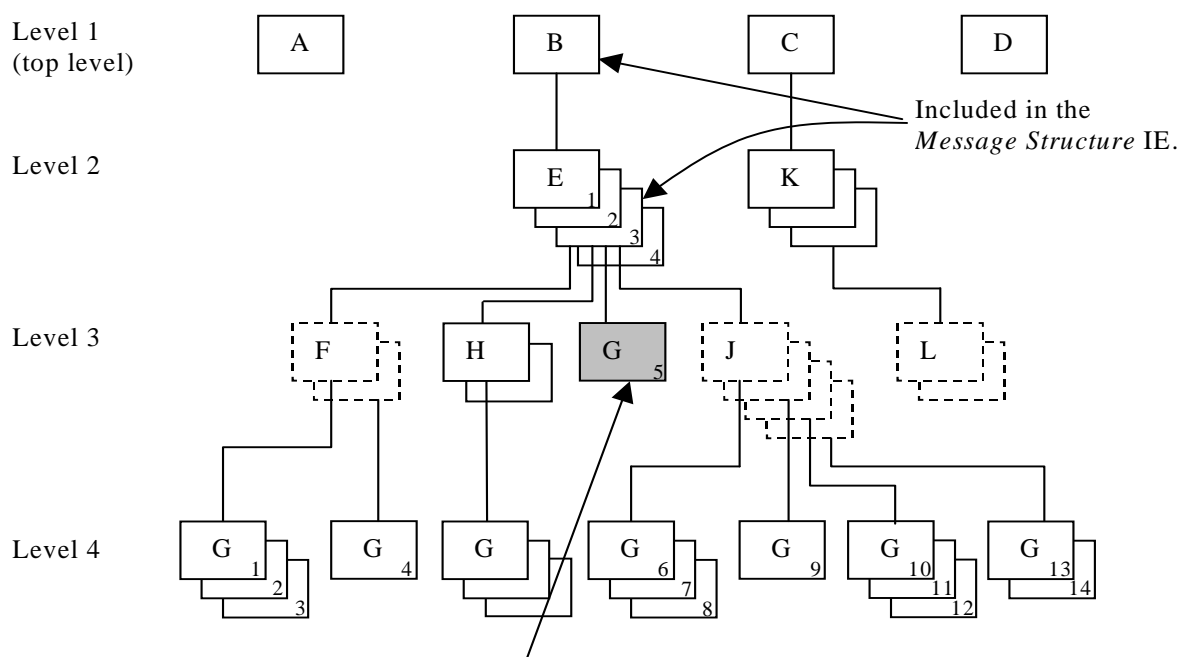 Level 1
(top level)
A
B
C
D
Included in the
Message Structure IE.
Level 2
E
1
2
3
4
K
Level 3
F
H
G
5
J
L
Level 4
G
1
2
3
G
4
G
G
6
7
8
G
9
G
10
11
12
G
13
14